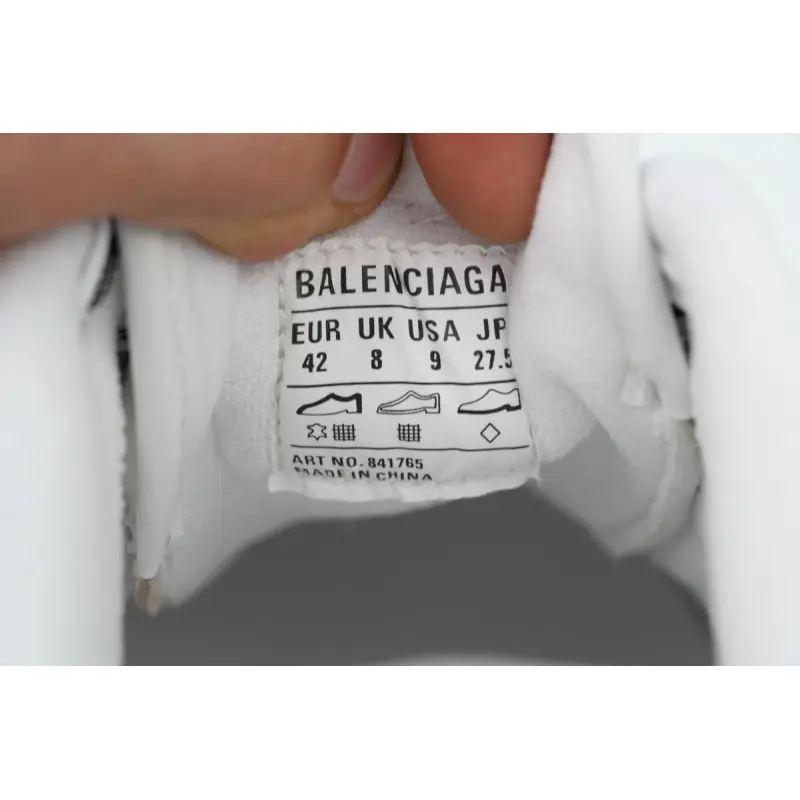 BALENCIAGA
EUR UK USA JP
42 8 9 27.5
ART NO. 841765
MADE IN CHINA